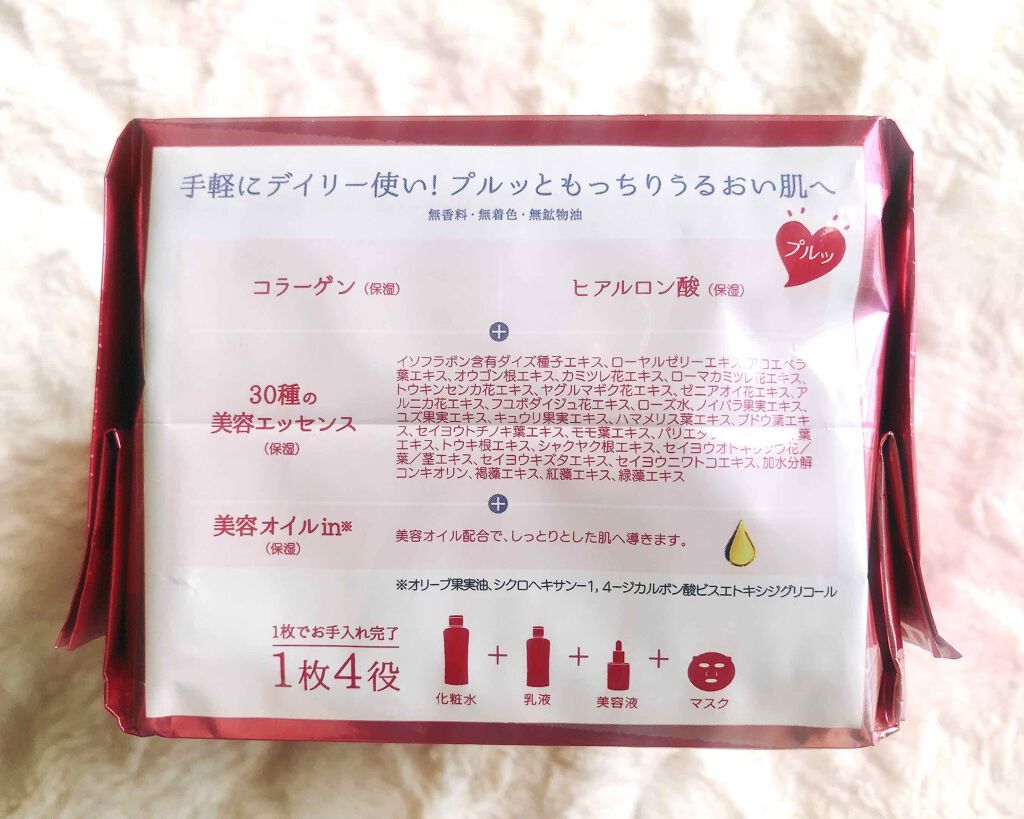 手軽にデイリー使い! プルッともっちりうるおい肌へ
無香料・無着色・無鉱物油
プルッ
コラーゲン(保湿)
ヒアルロン酸(保湿)
+
30種の
美容エッセンス
(保湿)
イソフラボン含有ダイズ種子エキス、ローヤルゼリーエキス、アロエベラ
葉エキス、オウゴン根エキス、カミツレ花エキス、ローマカミツレ花エキス、
トウキンセンカ花エキス、ヤグルマギク花エキス、ゼニアオイ花エキス、ア
ルニカ花エキス、フユボダイジュ花エキス、ローズ水、ノイバラ果実エキス、
ユズ果実エキス、キュウリ果実エキス、ハマメリス葉エキス、ブドウ葉エキ
ス、セイヨウトチノキ葉エキス、モモ葉エキス、パリエタ 葉
エキス、トウキ根エキス、シャクヤク根エキス、セイヨウオトギリソウ花/
葉/茎エキス、セイヨウキズタエキス、セイヨウニワトコエキス、加水分解
コンキオリン、褐藻エキス、紅藻エキス、緑藻エキス
+
美容オイルin※
(保湿)
美容オイル配合で、しっとりとした肌へ導きます。
※オリーブ果実油、シクロヘキサン-1,4-ジカルボン酸ビスエトキシジグリコール
1枚でお手入れ完了
1枚4役
化粧水 + 乳液 + 美容液 + マスク